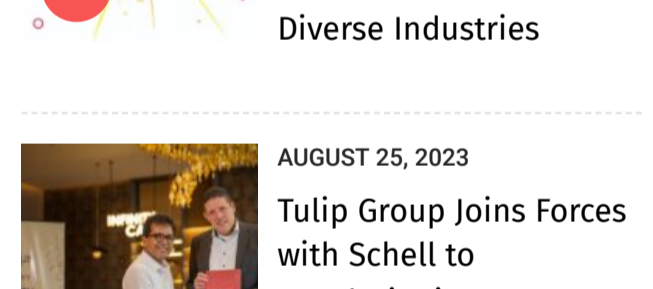 Diverse Industries
AUGUST 25, 2023
Tulip Group Joins Forces
with Schell to